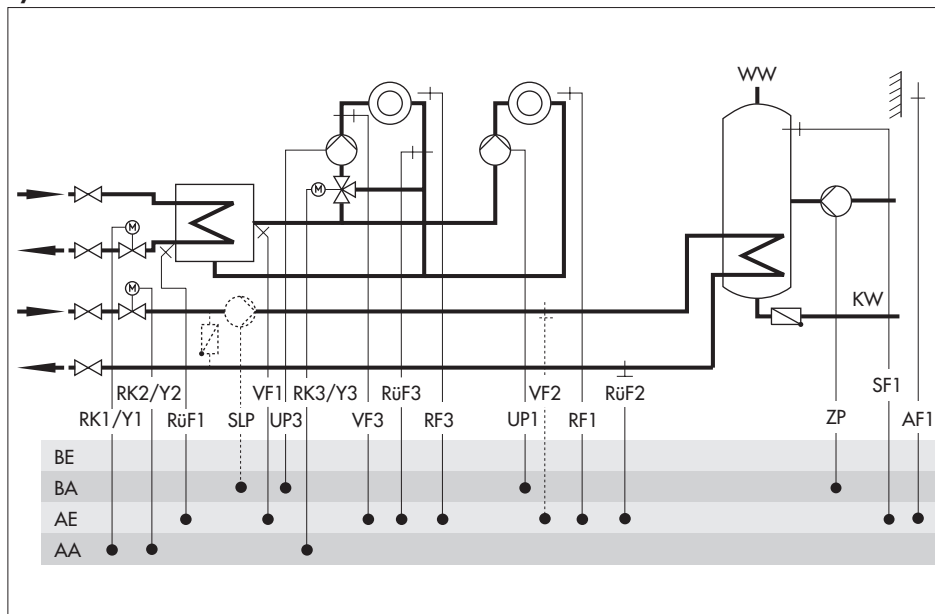 WW
M
M
M
KW
RK2/Y2 VF1 RK3/Y3 RüF3 VF2 RüF2 SF1
RK1/Y1 RüF1 SLP UP3 VF3 RF3 UP1 RF1 ZP AF1
BE
BA
AE
AA